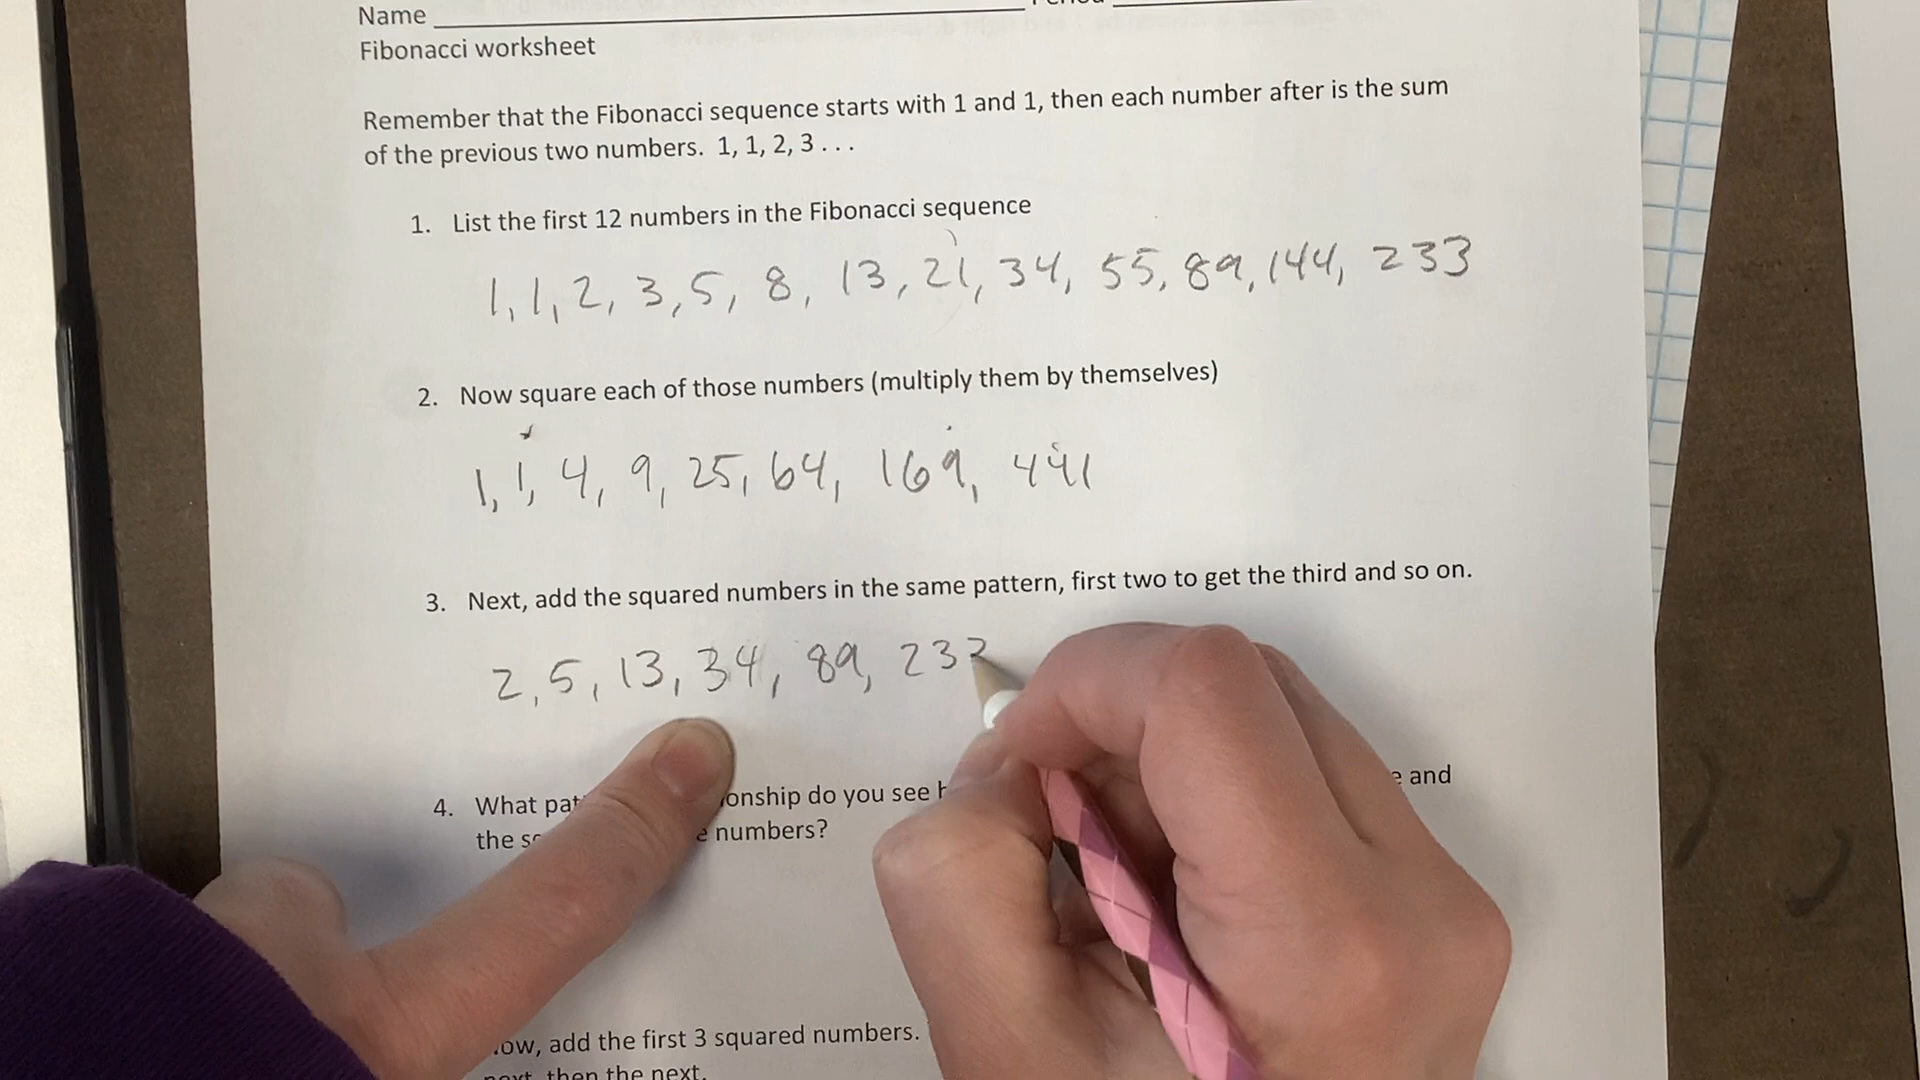 Name
Fibonacci worksheet
Remember that the Fibonacci sequence starts with 1 and 1, then each number after is the sum
of the previous two numbers. 1, 1, 2, 3 . . .
1. List the first 12 numbers in the Fibonacci sequence
1, 1, 2, 3, 5, 8, 13, 21, 34, 55, 89, 144, 233
2. Now square each of those numbers (multiply them by themselves)
1, 1, 4, 9, 25, 64, 169, 441
3. Next, add the squared numbers in the same pattern, first two to get the third and so on.
2, 5, 13, 34, 89, 233
4. What do you see and
the numbers?
add the first 3 squared numbers.
then the next.